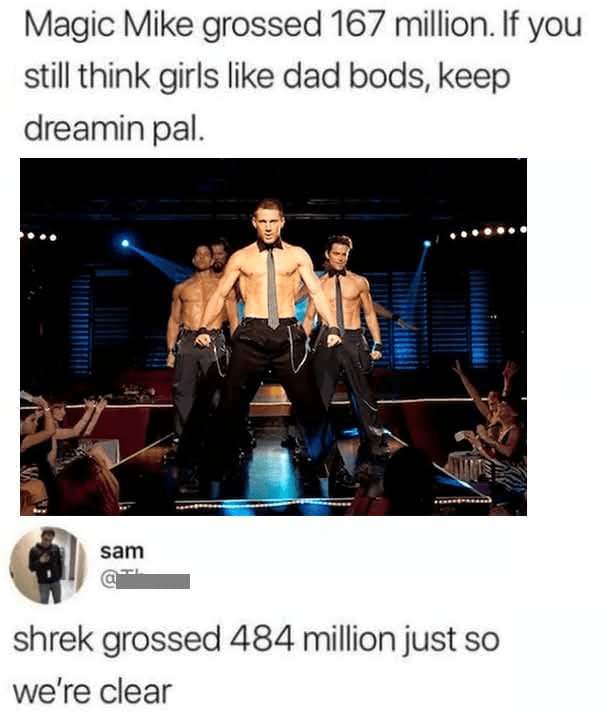 Magic Mike grossed 167 million. If you
still think girls like dad bods, keep
dreamin pal.
sam
@
shrek grossed 484 million just so
we're clear